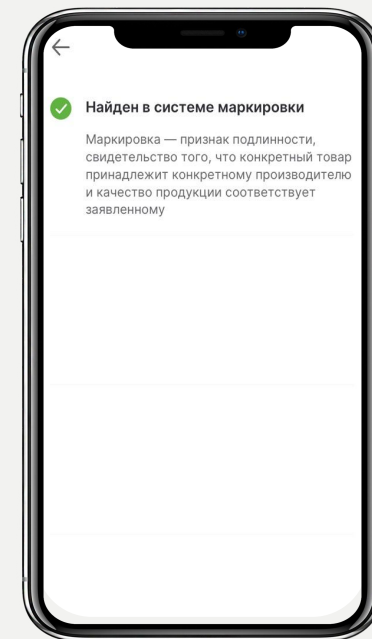 Найден в системе маркировки
Маркировка — признак подлинности,
свидетельство того, что конкретный товар
принадлежит конкретному производителю
и качество продукции соответствует
заявленному